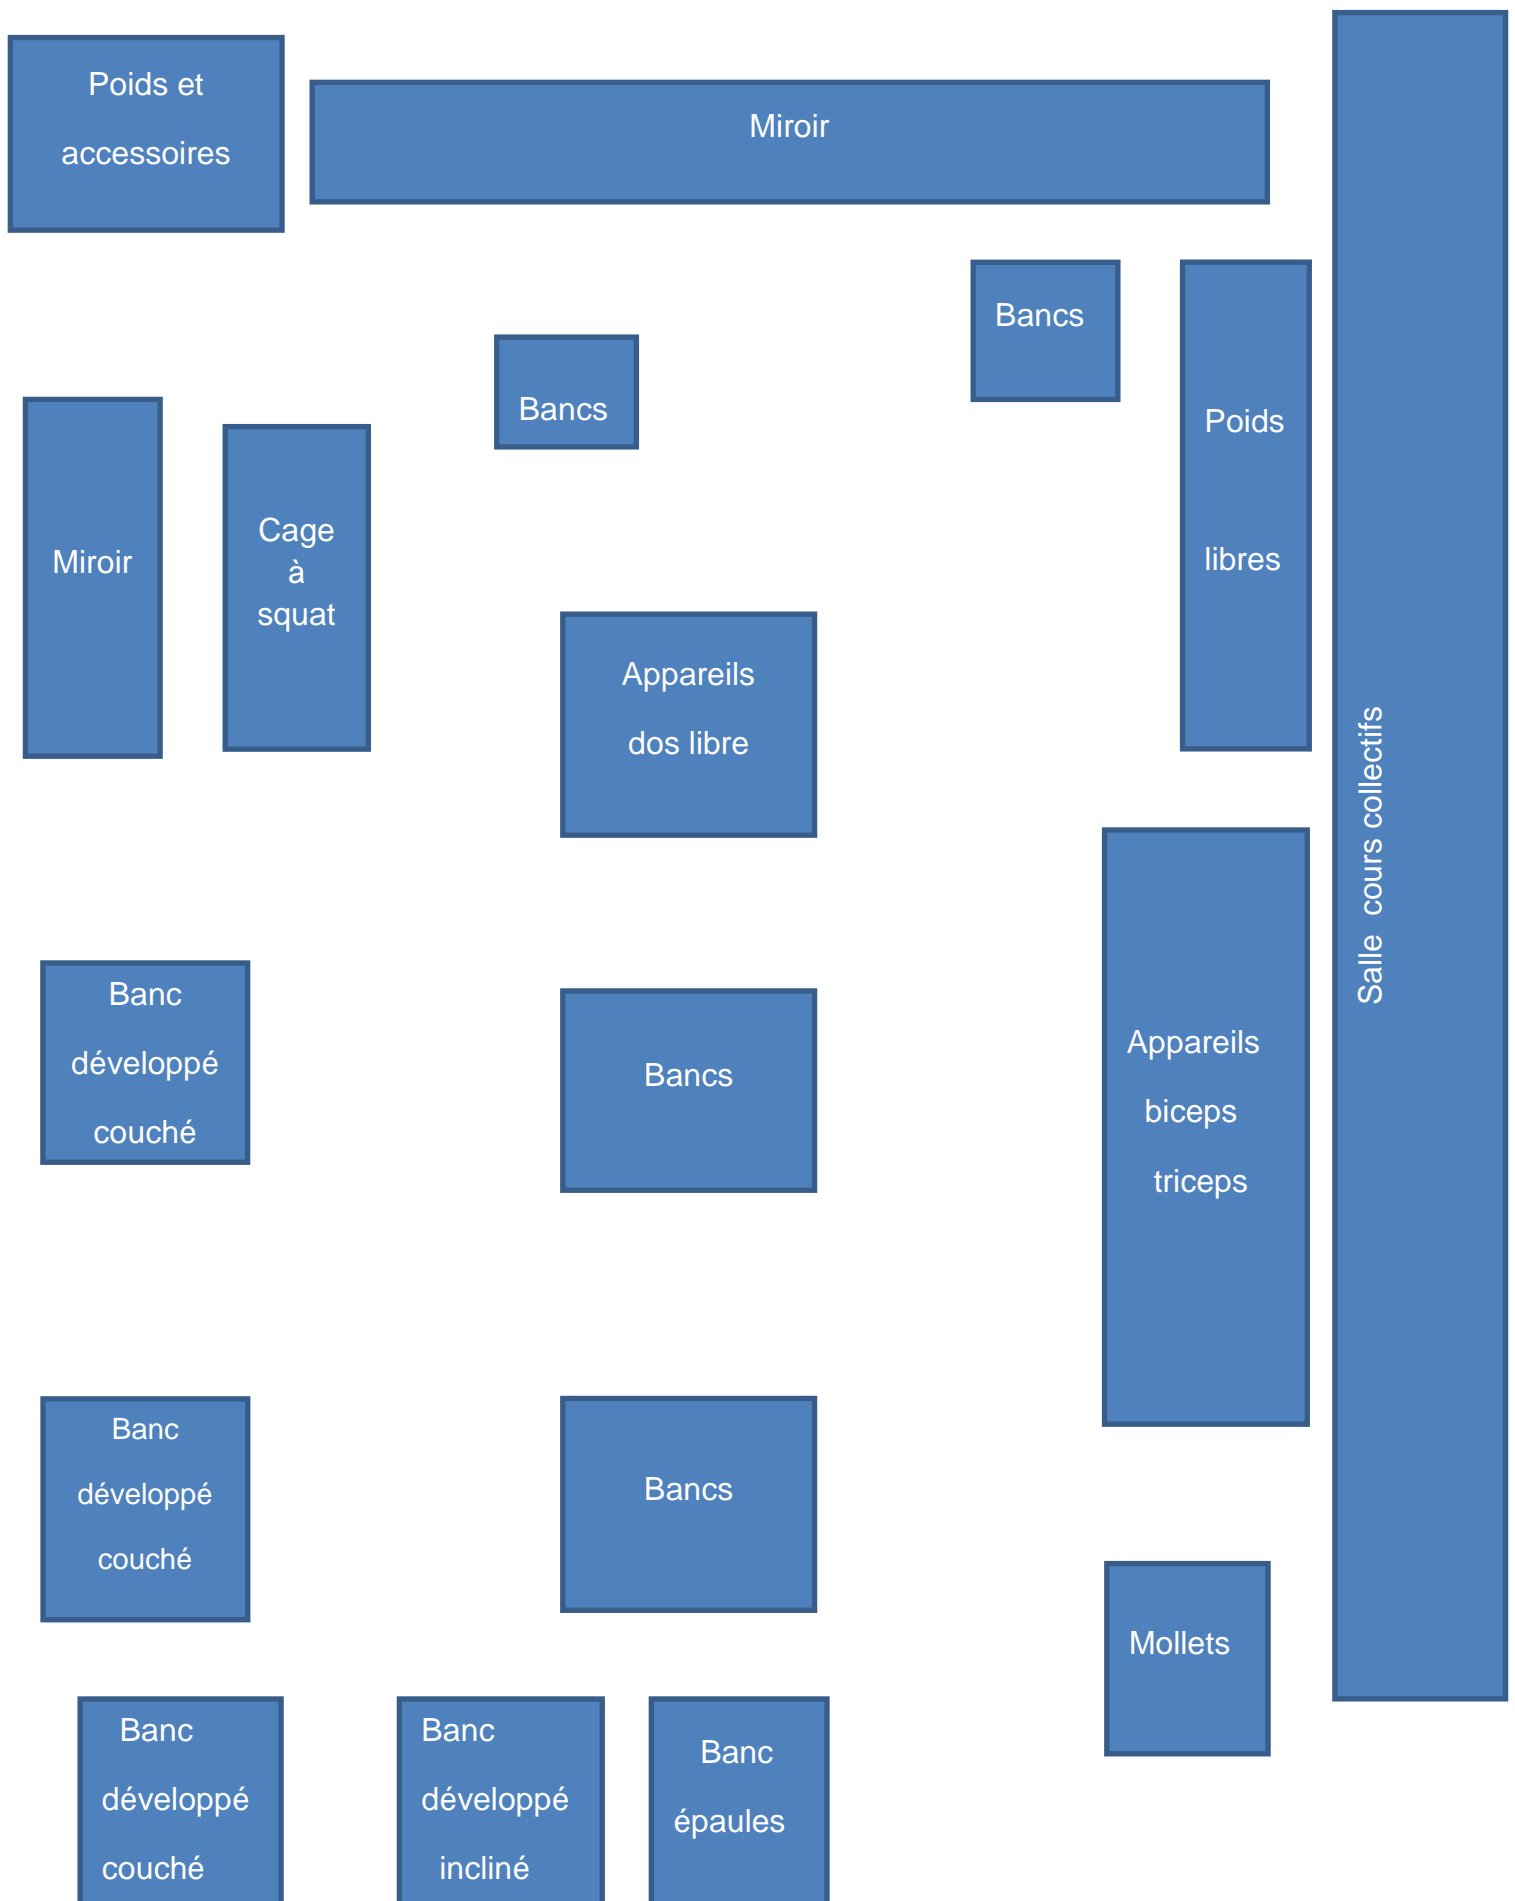 Poids et
accessoires
Miroir
Bancs
Bancs
Poids
libres
Miroir
Cage
à
squat
Appareils
dos libre
Salle cours collectifs
Banc
développé
couché
Bancs
Appareils
biceps
triceps
Banc
développé
couché
Bancs
Mollets
Banc
développé
couché
Banc
développé
incliné
Banc
épaules